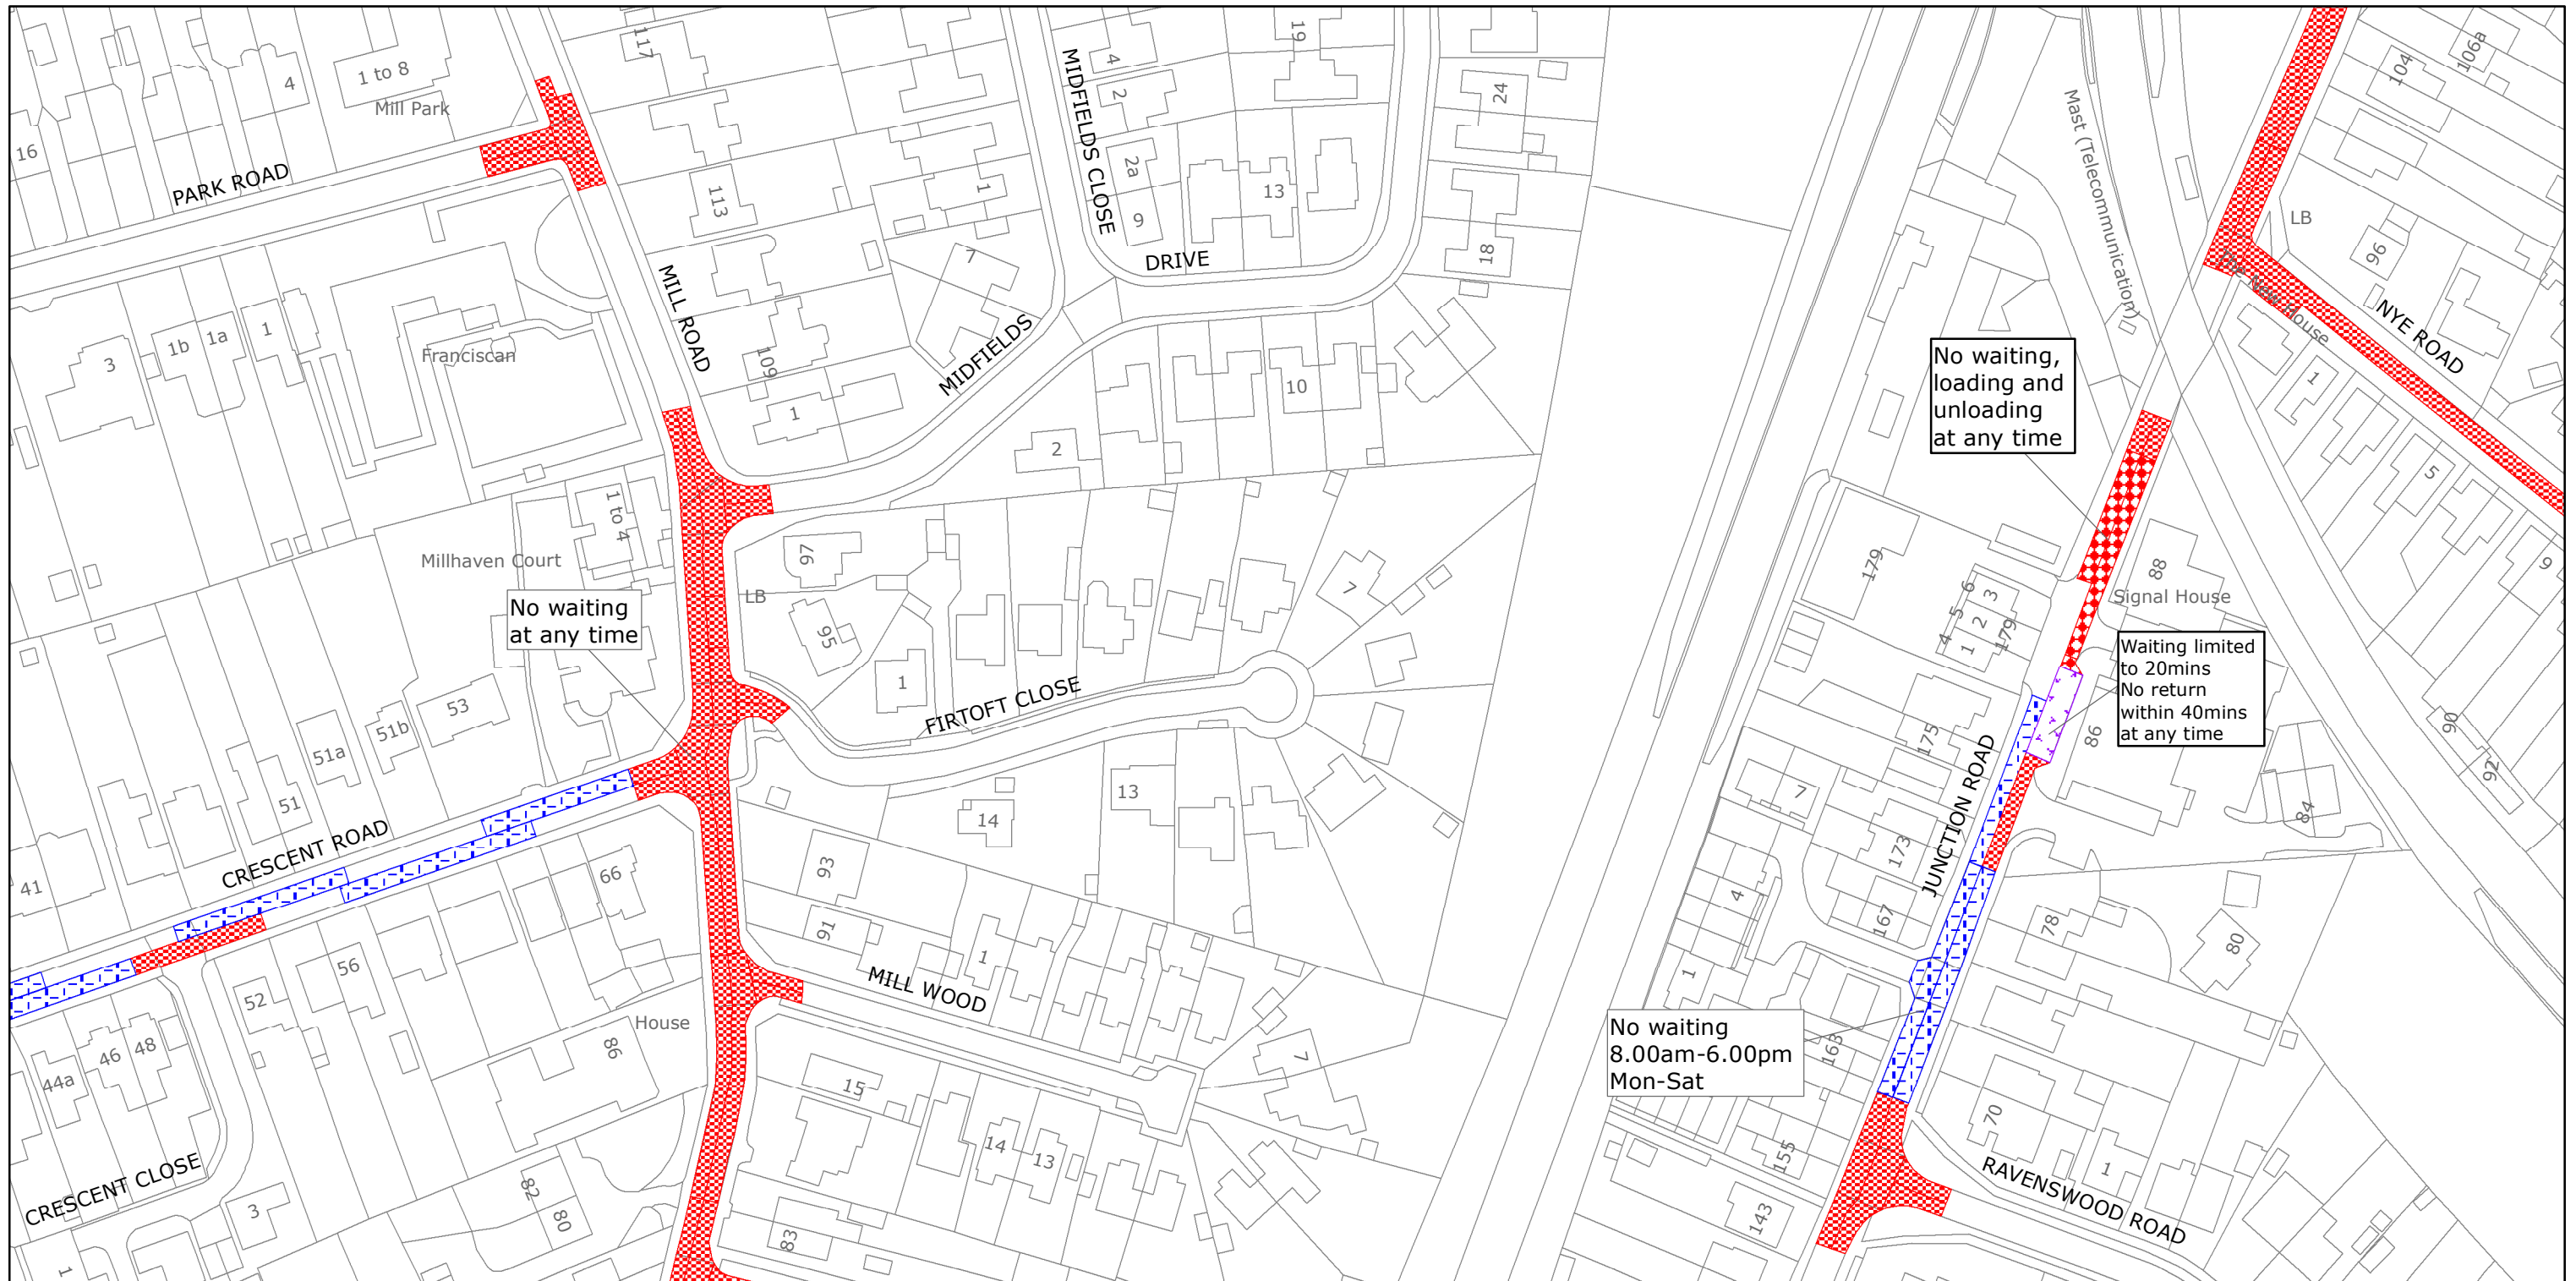 117
4
1 to 8
Mill Park
16
PARK ROAD
113
1
7
MIDFIELDS CLOSE
4
2
2a
9
19
13
DRIVE
24
18
Mast (Telecommunication)
104
106a
LB
96
NYE ROAD
MILL ROAD
3
1b
1a
1
Franciscan
109
1
MIDFIELDS
2
10
No waiting,
loading and
unloading
at any time
1
5
9
1 to 4
Millhaven Court
No waiting
at any time
97
LB
95
1
FIRTOFT CLOSE
7
179
88
Signal House
6
5
4
3
2
1
179
Waiting limited
to 20mins
No return
within 40mins
at any time
86
90
92
84
53
51b
51a
51
CRESCENT ROAD
41
66
93
91
14
13
JUNCTION ROAD
175
7
173
167
4
1
78
80
56
52
46
48
44a
House
86
MILL WOOD
1
15
14
13
7
No waiting
8.00am-6.00pm
Mon-Sat
163
155
143
70
1
RAVENSWOOD ROAD
CRESCENT CLOSE
3
1
82
80
83